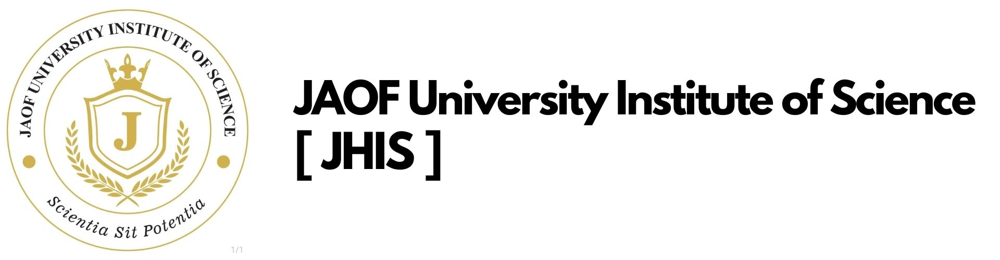 JAOF UNIVERSITY INSTITUTE OF SCIENCE
J
Scientia Sit Potentia
1/1
JAOF University Institute of Science
[ JHIS ]